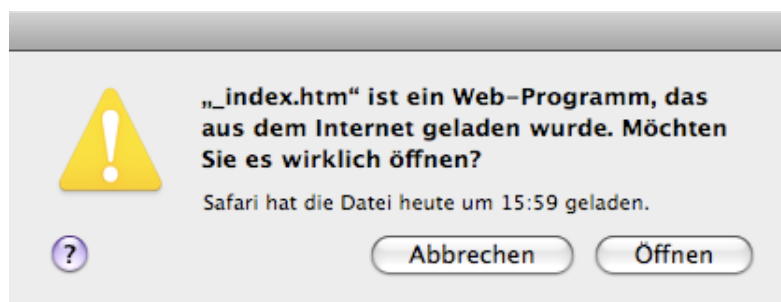 „_index.htm“ ist ein Web-Programm, das
aus dem Internet geladen wurde. Möchten
Sie es wirklich öffnen?
Safari hat die Datei heute um 15:59 geladen.
?
Abbrechen
Öffnen